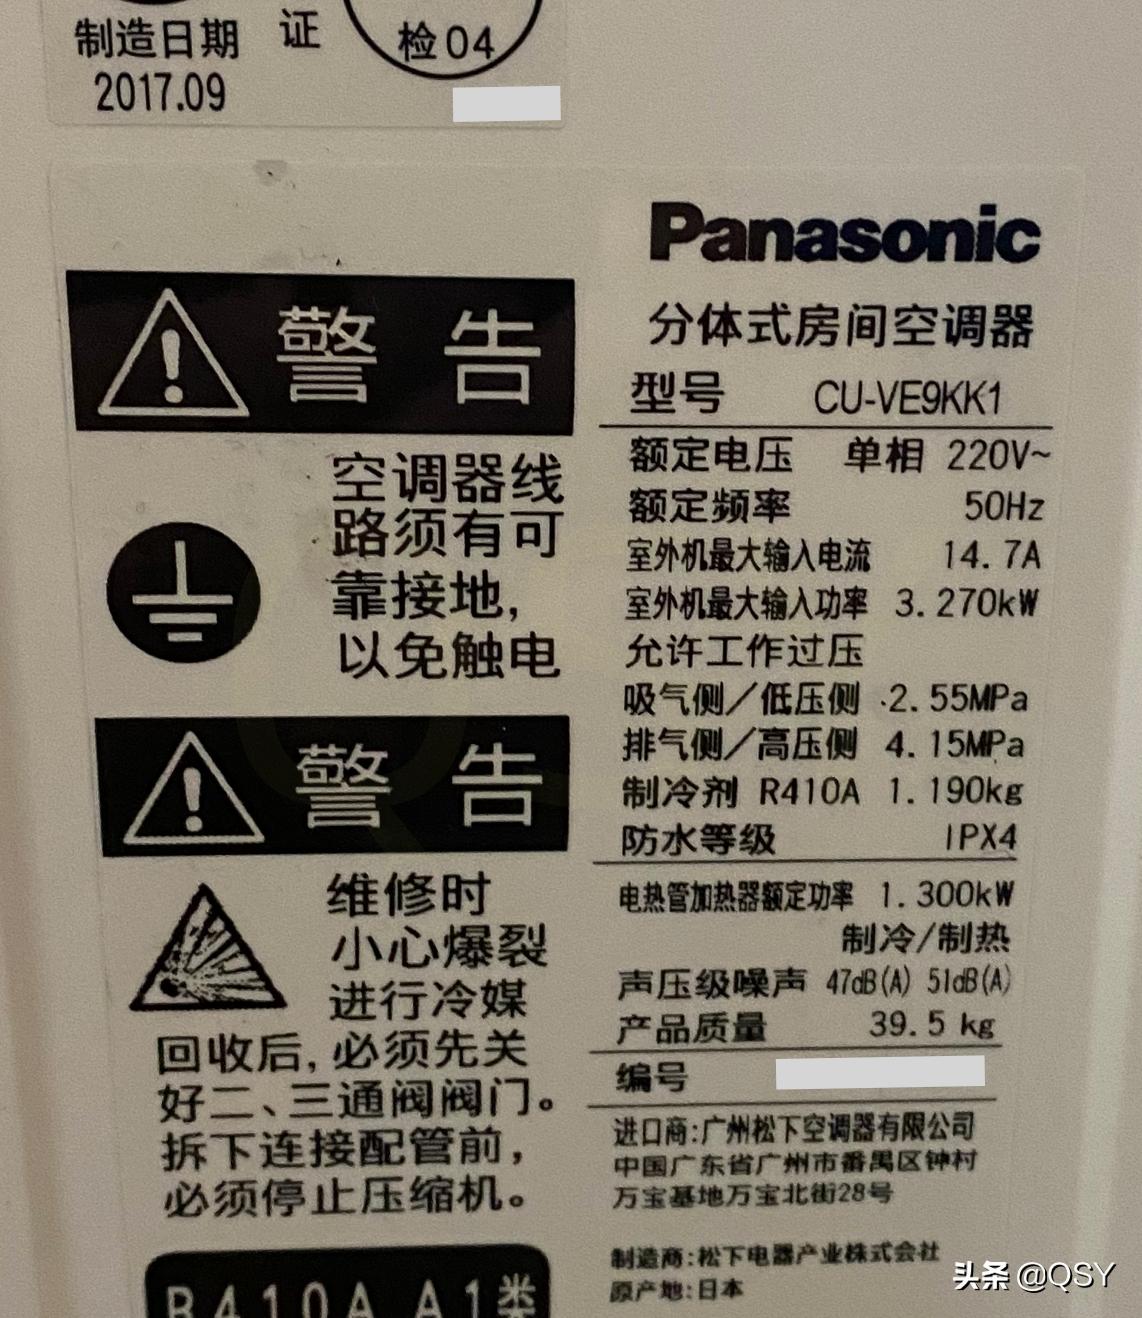 制造日期
2017.09
证
检04
警告
空调器线
路须有可
靠接地,
以免触电
警告
维修时
小心爆裂
进行冷媒
回收后,必须先关
好二、三通阀阀门。
拆下连接配管前,
必须停止压缩机。
R410A A1类
Panasonic
分体式房间空调器
型号 CU-VE9KK1
额定电压 单相 220V~
额定频率 50Hz
室外机最大输入电流 14.7A
室外机最大输入功率 3.270kW
允许工作过压
吸气侧/低压侧 2.55MPa
排气侧/高压侧 4.15MPa
制冷剂 R410A 1.190kg
防水等级 IPX4
电热管加热器额定功率 1.300kW
制冷/制热
声压级噪声 47dB(A) 51dB(A)
产品质量 39.5 kg
编号
进口商:广州松下空调器有限公司
中国广东省广州市番禺区钟村
万宝基地万宝北街28号
制造商:松下电器产业株式会社
原产地:日本
头条 @QSY